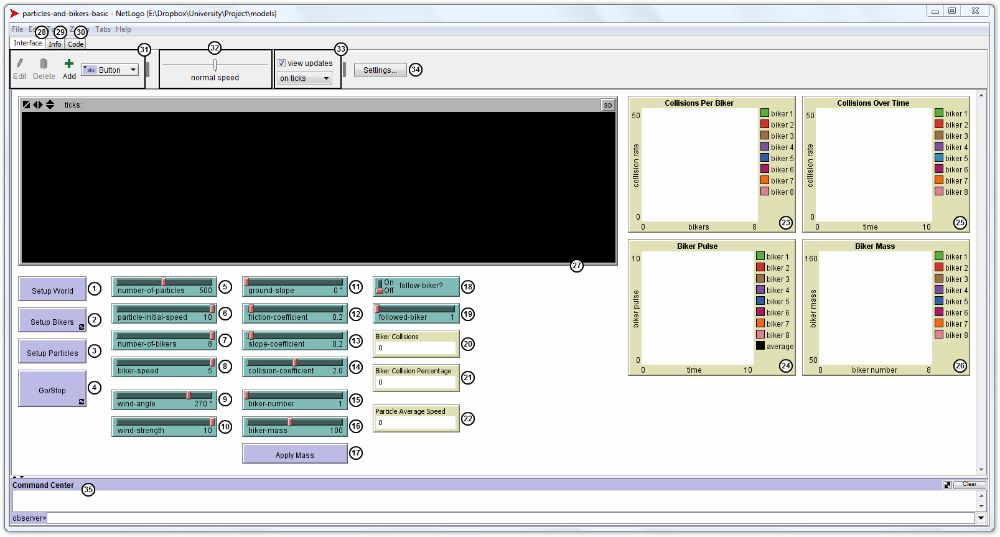 particles-and-bikers-basic - NetLogo {E:\Dropbox\University\Project\models}
File Tabs Help
28 29 30
Interface Info Code
31 32 33
Edit Delete Add abc Button
normal speed
view updates
on ticks
Settings... 34
ticks: 3D
27
Setup World 1
Setup Bikers 2
Setup Particles 3
Go/Stop 4
number-of-particles 500 5
particle-initial-speed 10 6
number-of-bikers 8 7
biker-speed 5 8
wind-angle 270 ° 9
wind-strength 10 10
ground-slope 0 ° 11
friction-coefficient 0.2 12
slope-coefficient 0.2 13
collision-coefficient 2.0 14
biker-number 1 15
biker-mass 100 16
Apply Mass 17
On
Off follow-biker? 18
followed-biker 1 19
Biker Collisions
0 20
Biker Collision Percentage
0 21
Particle Average Speed
0 22
Collisions Per Biker
50
collision rate
0
0 bikers 8
biker 1
biker 2
biker 3
biker 4
biker 5
biker 6
biker 7
biker 8
23
Collisions Over Time
50
collision rate
0
0 time 10
biker 1
biker 2
biker 3
biker 4
biker 5
biker 6
biker 7
biker 8
25
Biker Pulse
10
biker pulse
0
0 time 10
biker 1
biker 2
biker 3
biker 4
biker 5
biker 6
biker 7
biker 8
average
24
Biker Mass
160
biker mass
50
0 biker number 8
biker 1
biker 2
biker 3
biker 4
biker 5
biker 6
biker 7
biker 8
26
Command Center 35 Clear
observer>